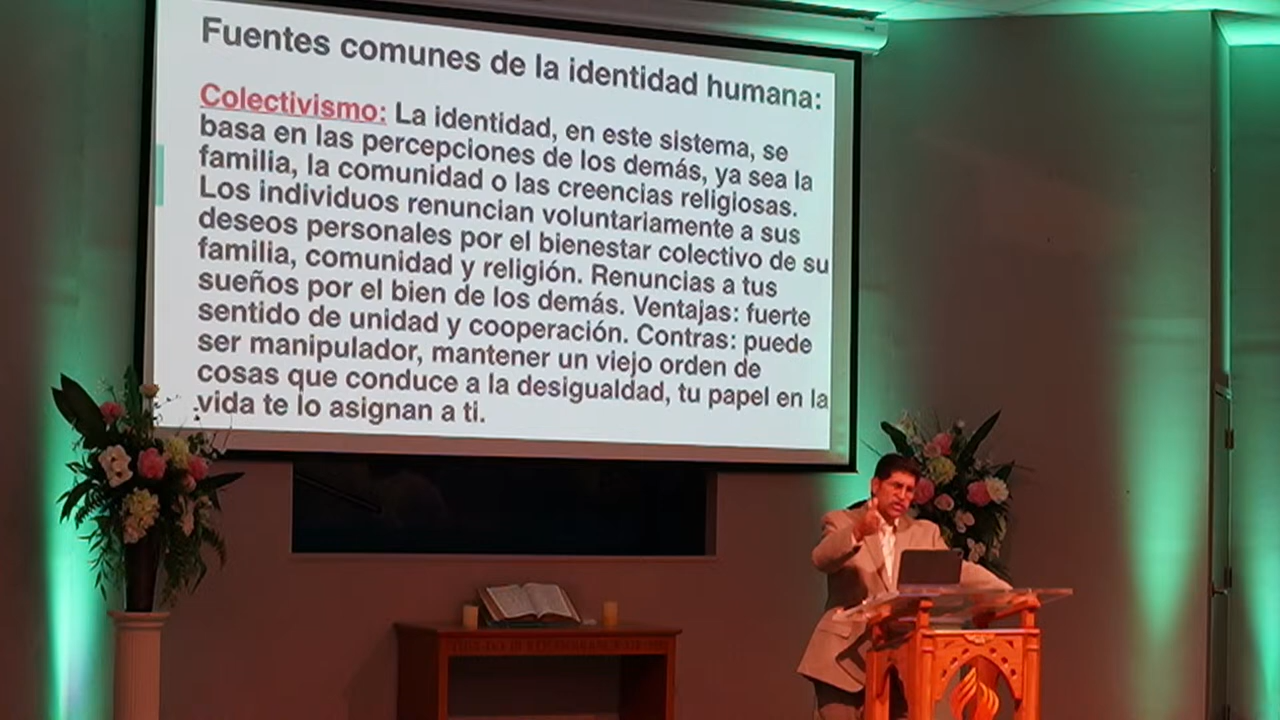 Fuentes comunes de la identidad humana:
Colectivismo: La identidad, en este sistema, se
basa en las percepciones de los demás, ya sea la
familia, la comunidad o las creencias religiosas.
Los individuos renuncian voluntariamente a sus
deseos personales por el bienestar colectivo de su
familia, comunidad y religión. Renuncias a tus
sueños por el bien de los demás. Ventajas: fuerte
sentido de unidad y cooperación. Contras: puede
ser manipulador, mantener un viejo orden de
cosas que conduce a la desigualdad, tu papel en la
vida te lo asignan a ti.